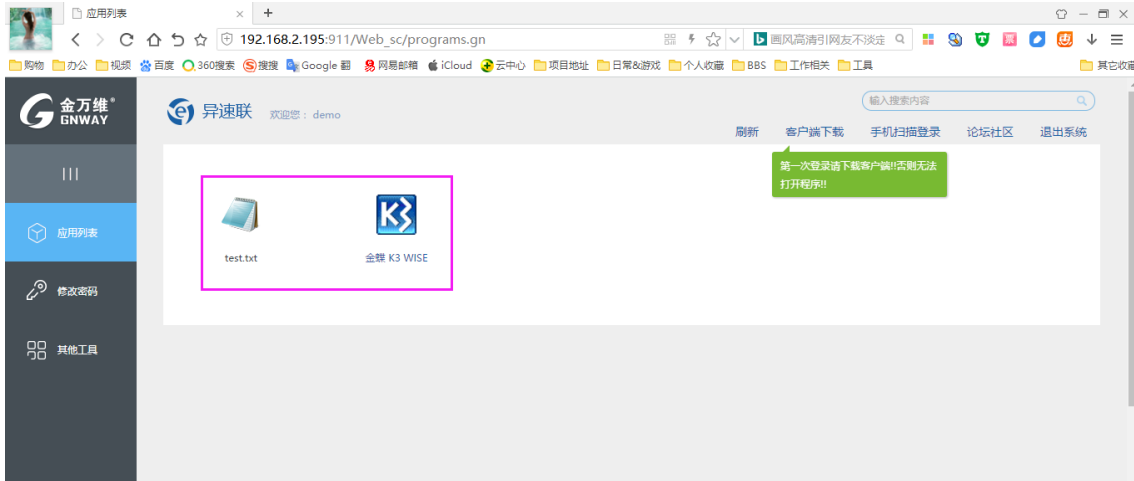 应用列表
192.168.2.195:911/Web_sc/programs.gn
画风高清引网友不淡定
购物 办公 视频 百度 360搜索 搜搜 Google 翻 网易邮箱 iCloud 云中心 项目地址 日常&游戏 个人收藏 BBS 工作相关 工具 其它收藏
金万维®
GNWAY
异速联 欢迎您：demo
输入搜索内容
刷新 客户端下载 手机扫描登录 论坛社区 退出系统
第一次登录请下载客户端!!否则无法
打开程序!!
应用列表
修改密码
其他工具
K3
test.txt 金蝶 K3 WISE